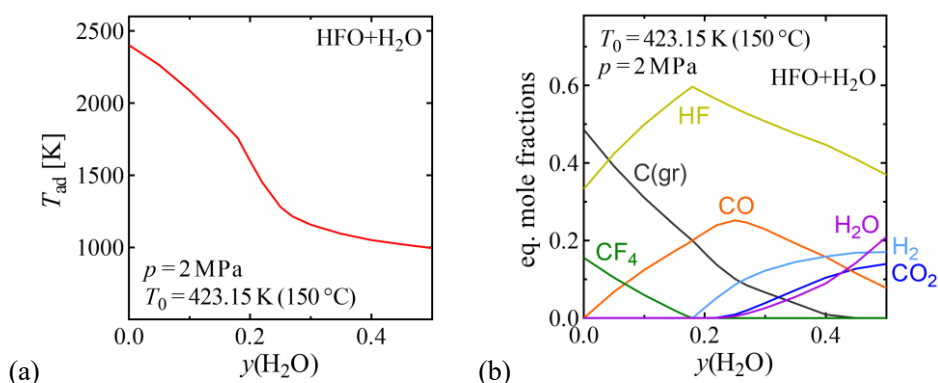 2500
2000
1500
1000
T_ad [K]
HFO+H₂O
p = 2 MPa
T₀ = 423.15 K (150 °C)
0.0 0.2 0.4
y(H₂O)
(a)
0.6
0.4
0.2
0.0
eq. mole fractions
T₀ = 423.15 K (150 °C)
p = 2 MPa
HFO+H₂O
HF
C(gr)
CO
CF₄
H₂O
H₂
CO₂
0.0 0.2 0.4
y(H₂O)
(b)